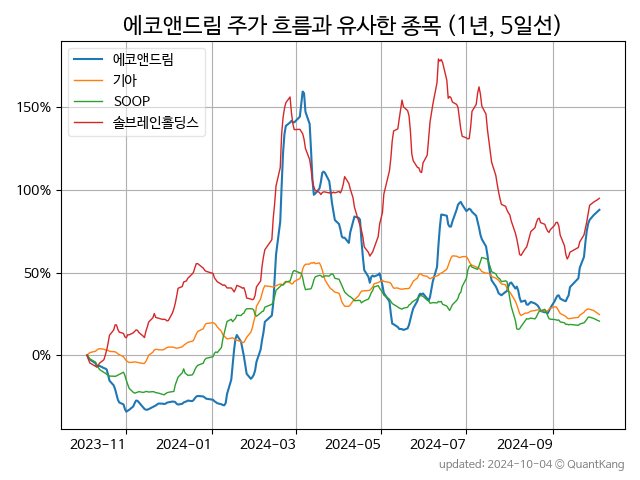 에코앤드림 주가 흐름과 유사한 종목 (1년, 5일선)
에코앤드림
기아
SOOP
솔브레인홀딩스
150%
100%
50%
0%
2023-11 2024-01 2024-03 2024-05 2024-07 2024-09
updated: 2024-10-04 © QuantKang